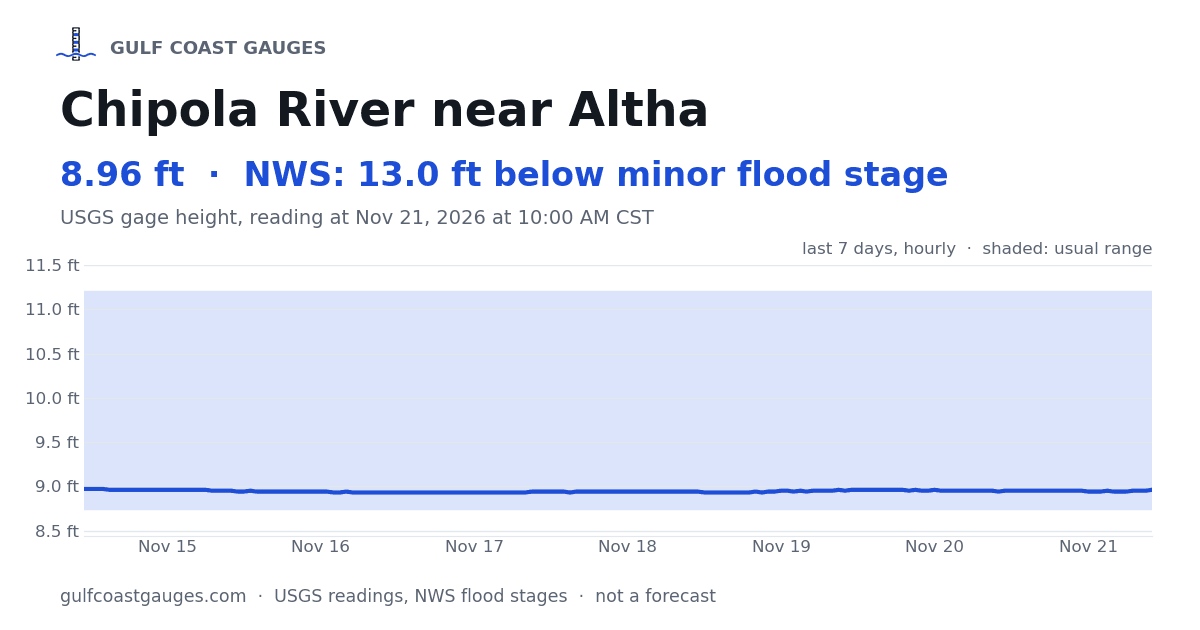 GULF COAST GAUGES
Chipola River near Altha
8.96 ft · NWS: 13.0 ft below minor flood stage
USGS gage height, reading at Nov 21, 2026 at 10:00 AM CST
last 7 days, hourly · shaded: usual range
11.5 ft
11.0 ft
10.5 ft
10.0 ft
9.5 ft
9.0 ft
8.5 ft
Nov 15 Nov 16 Nov 17 Nov 18 Nov 19 Nov 20 Nov 21
gulfcoastgauges.com · USGS readings, NWS flood stages · not a forecast